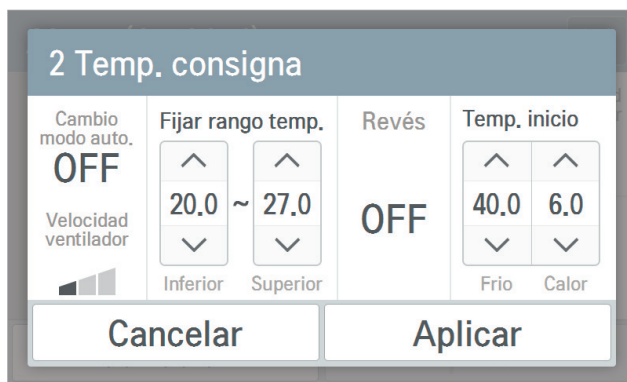 2 Temp. consigna
Cambio
modo auto.
OFF
Velocidad
ventilador
Fijar rango temp.
20.0 ~ 27.0
Inferior Superior
Revés
OFF
Temp. inicio
40.0 6.0
Frio Calor
Cancelar Aplicar